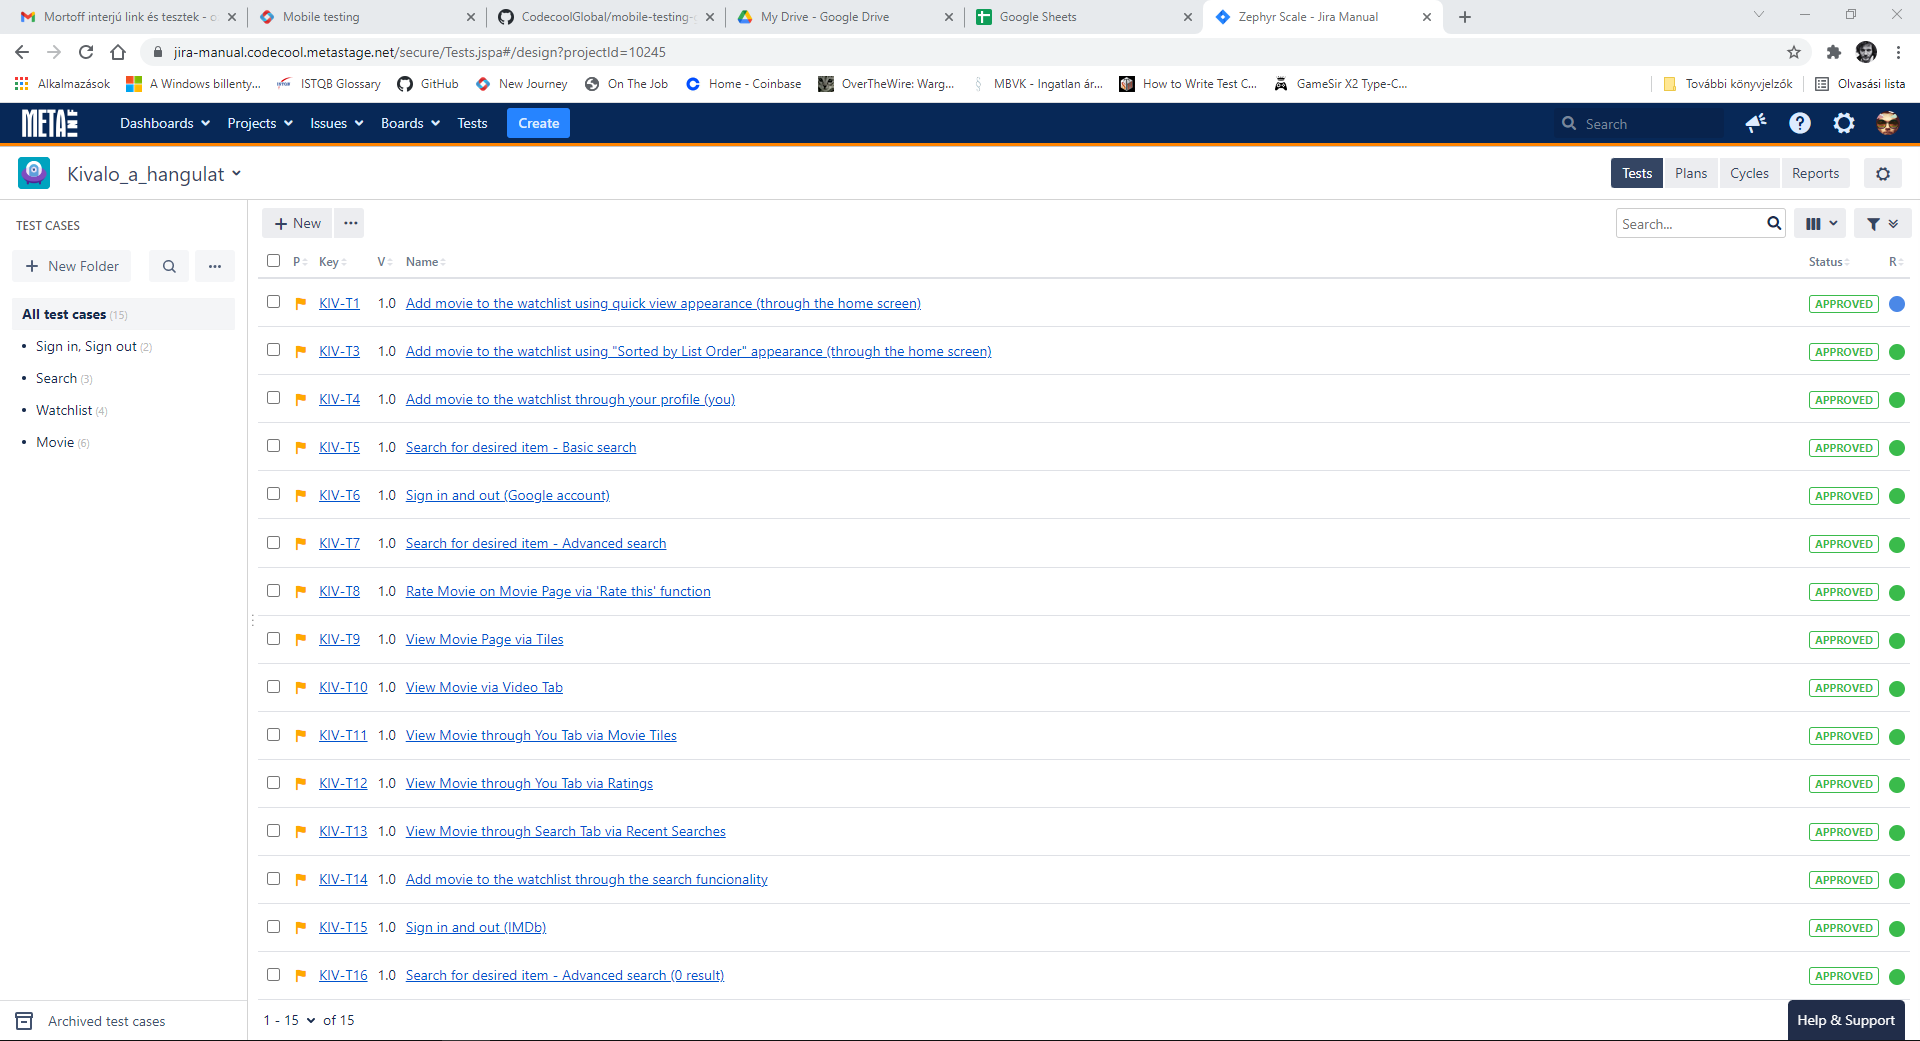 Mortoff interjú link és tesztek - o
Mobile testing
CodecoolGlobal/mobile-testing-
My Drive - Google Drive
Google Sheets
Zephyr Scale - Jira Manual
jira-manual.codecool.metastage.net/secure/Tests.jspa#/design?projectId=10245
Alkalmazások
A Windows billenty...
ISTQB Glossary
GitHub
New Journey
On The Job
Home - Coinbase
OverTheWire: Warg...
MBVK - Ingatlan ár...
How to Write Test C...
GameSir X2 Type-C...
További könyvjelzők
Olvasási lista
META INF
Dashboards
Projects
Issues
Boards
Tests
Create
Search
Kivalo_a_hangulat
Tests
Plans
Cycles
Reports
TEST CASES
+ New Folder
...
All test cases (15)
• Sign in, Sign out (2)
• Search (3)
• Watchlist (4)
• Movie (6)
Archived test cases
+ New
...
Search...
P Key V Name Status R
KIV-T1 1.0 Add movie to the watchlist using quick view appearance (through the home screen) APPROVED
KIV-T3 1.0 Add movie to the watchlist using "Sorted by List Order" appearance (through the home screen) APPROVED
KIV-T4 1.0 Add movie to the watchlist through your profile (you) APPROVED
KIV-T5 1.0 Search for desired item - Basic search APPROVED
KIV-T6 1.0 Sign in and out (Google account) APPROVED
KIV-T7 1.0 Search for desired item - Advanced search APPROVED
KIV-T8 1.0 Rate Movie on Movie Page via 'Rate this' function APPROVED
KIV-T9 1.0 View Movie Page via Tiles APPROVED
KIV-T10 1.0 View Movie via Video Tab APPROVED
KIV-T11 1.0 View Movie through You Tab via Movie Tiles APPROVED
KIV-T12 1.0 View Movie through You Tab via Ratings APPROVED
KIV-T13 1.0 View Movie through Search Tab via Recent Searches APPROVED
KIV-T14 1.0 Add movie to the watchlist through the search funcionality APPROVED
KIV-T15 1.0 Sign in and out (IMDb) APPROVED
KIV-T16 1.0 Search for desired item - Advanced search (0 result) APPROVED
1 - 15 of 15
Help & Support